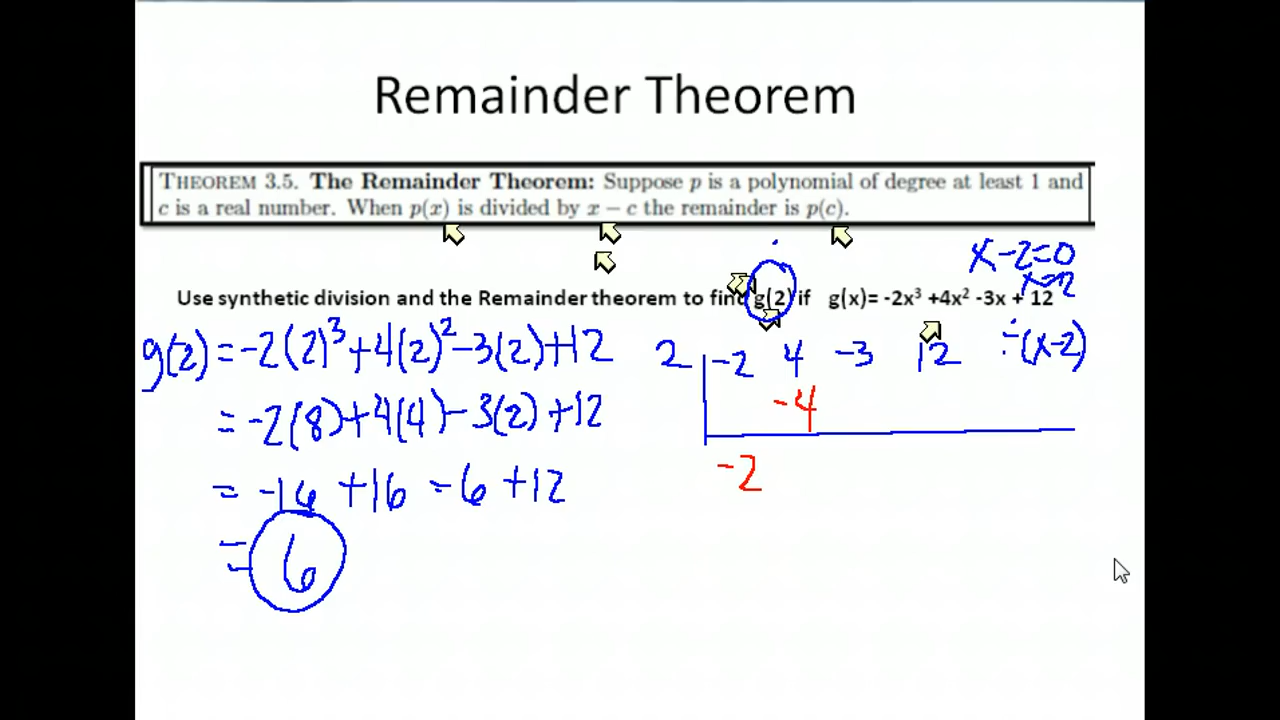 Remainder Theorem
THEOREM 3.5. The Remainder Theorem: Suppose p is a polynomial of degree at least 1 and
c is a real number. When p(x) is divided by x − c the remainder is p(c).
x-2=0
x=2
Use synthetic division and the Remainder theorem to find g(2) if g(x)= -2x³ +4x² -3x + 12
g(2) = -2(2)³+4(2)²-3(2)+12
= -2(8)+4(4)-3(2)+12
= -16 +16 -6 +12
= 6
2 -2 4 -3 12 ÷(x-2)
-4
-2